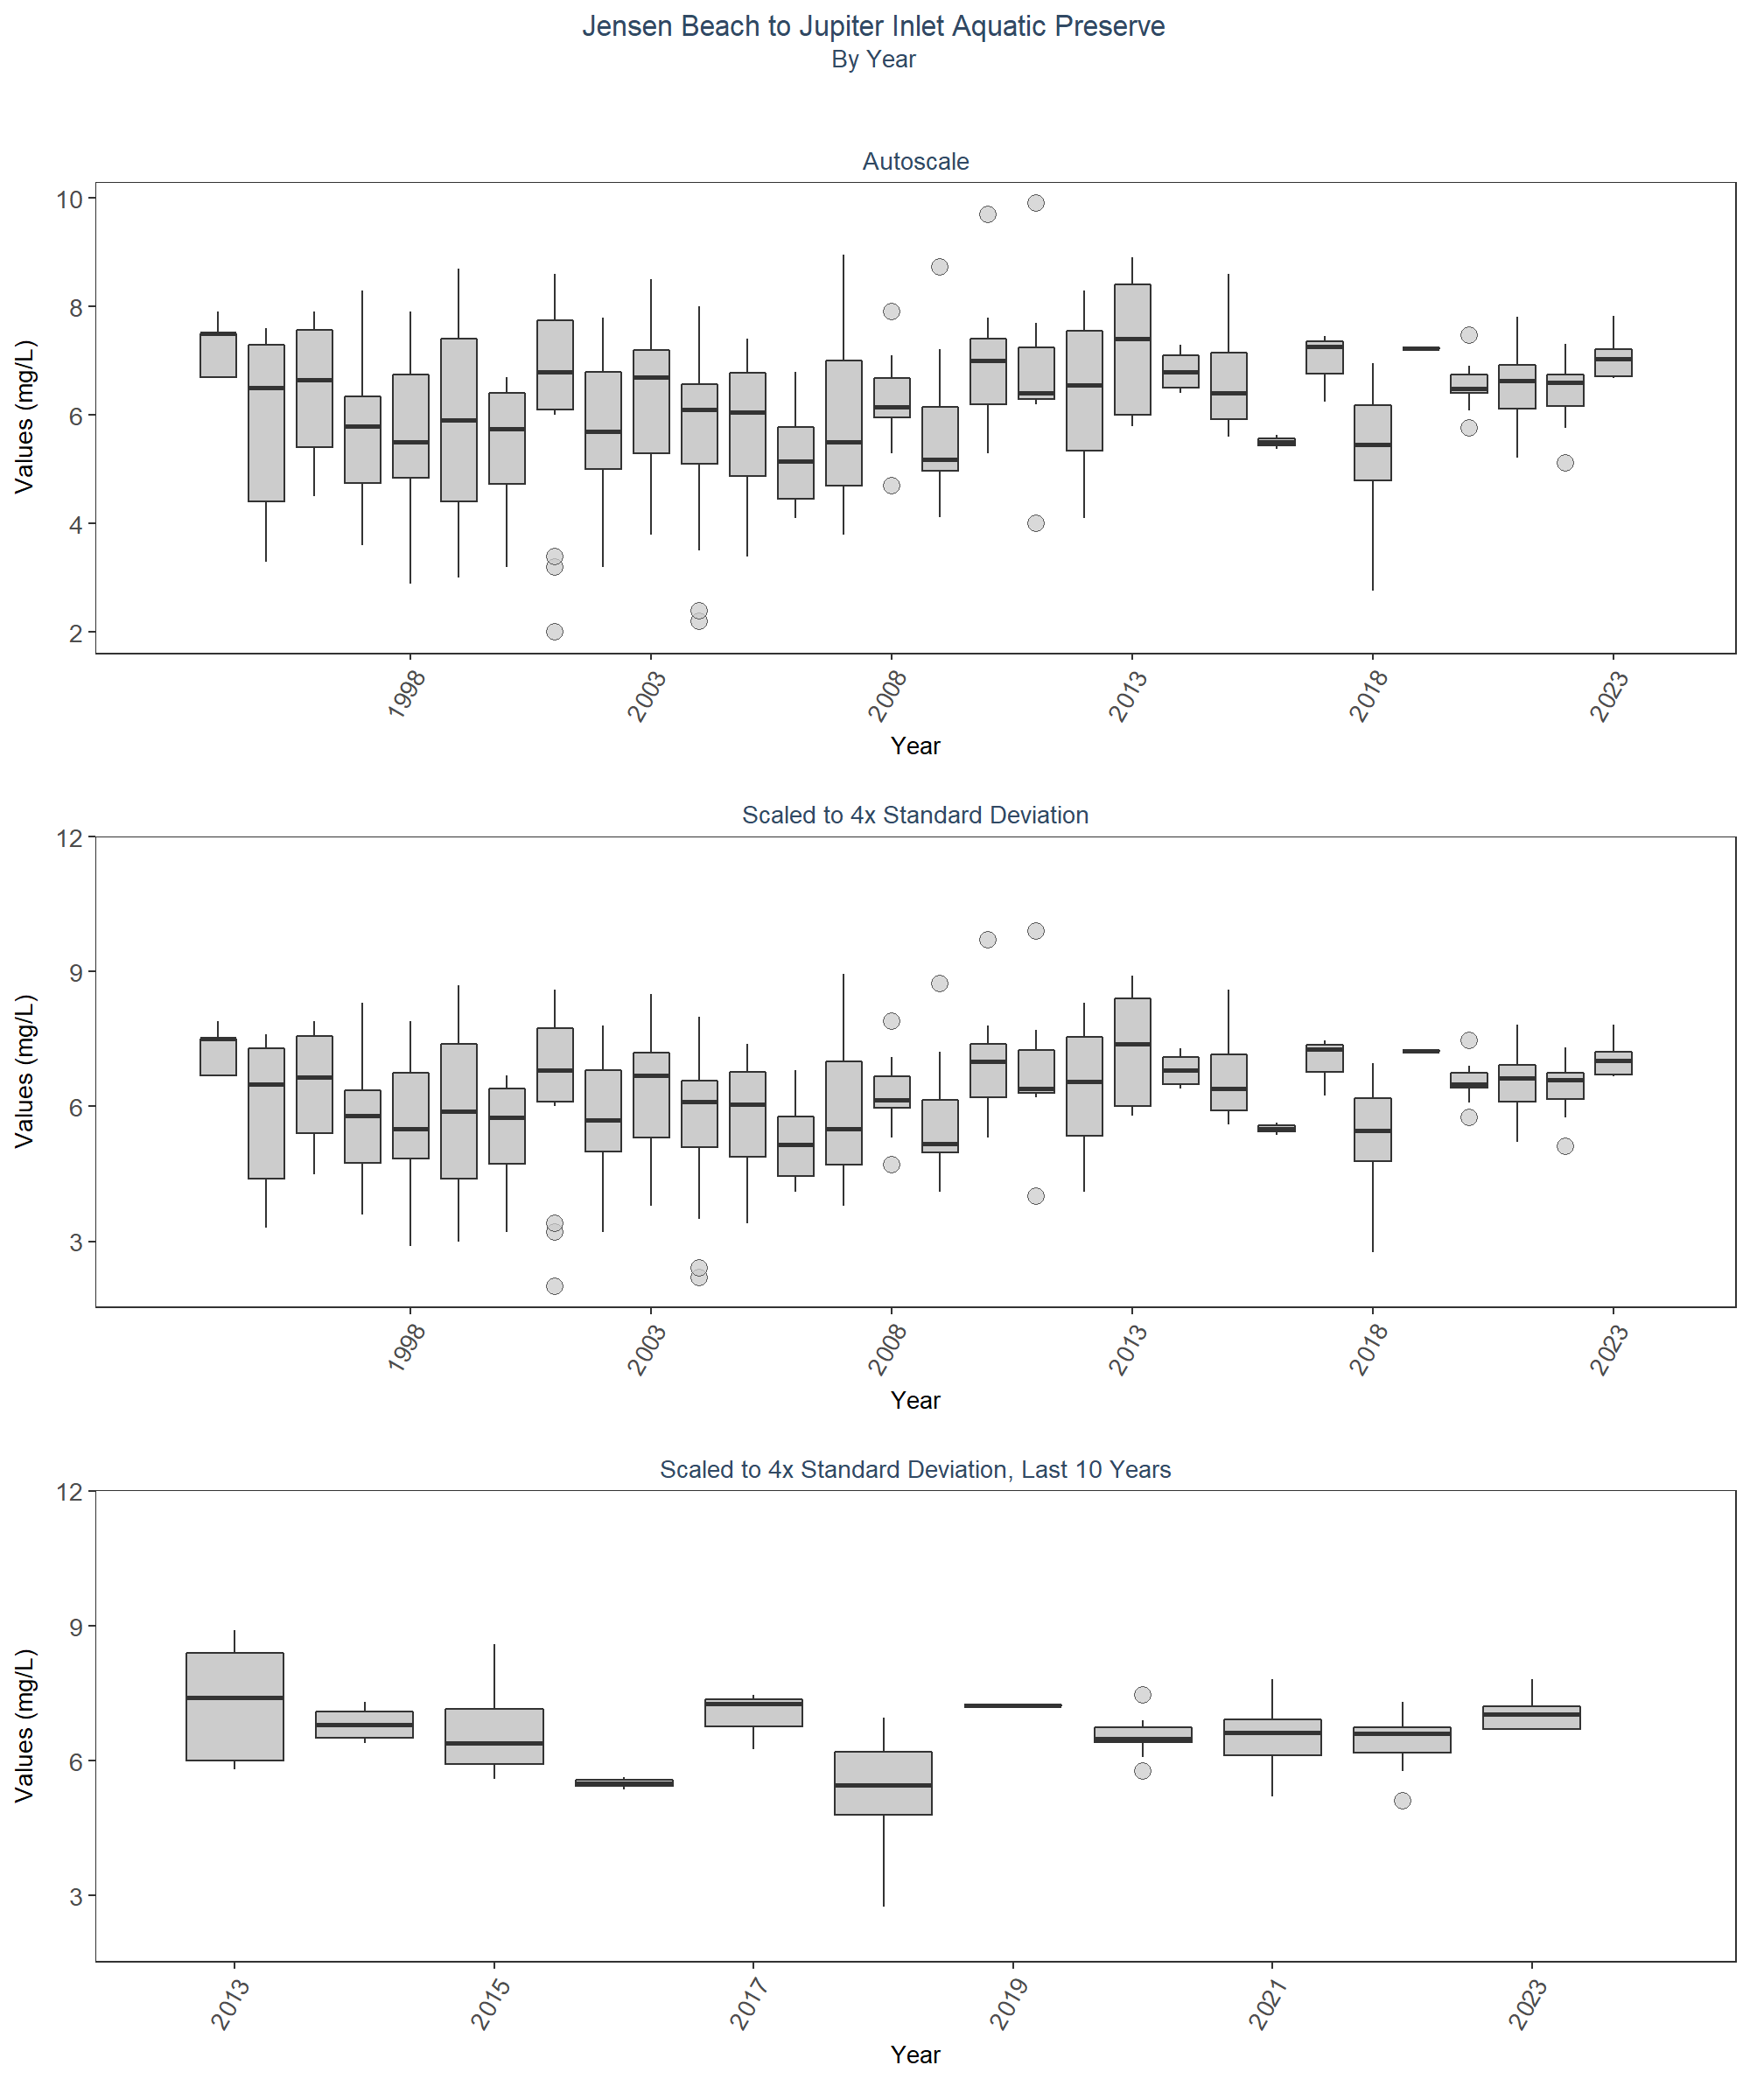 Jensen Beach to Jupiter Inlet Aquatic Preserve
By Year
Autoscale
Values (mg/L)
10
8
6
4
2
1998
2003
2008
2013
2018
2023
Year
Scaled to 4x Standard Deviation
Values (mg/L)
12
9
6
3
1998
2003
2008
2013
2018
2023
Year
Scaled to 4x Standard Deviation, Last 10 Years
Values (mg/L)
12
9
6
3
2013
2015
2017
2019
2021
2023
Year